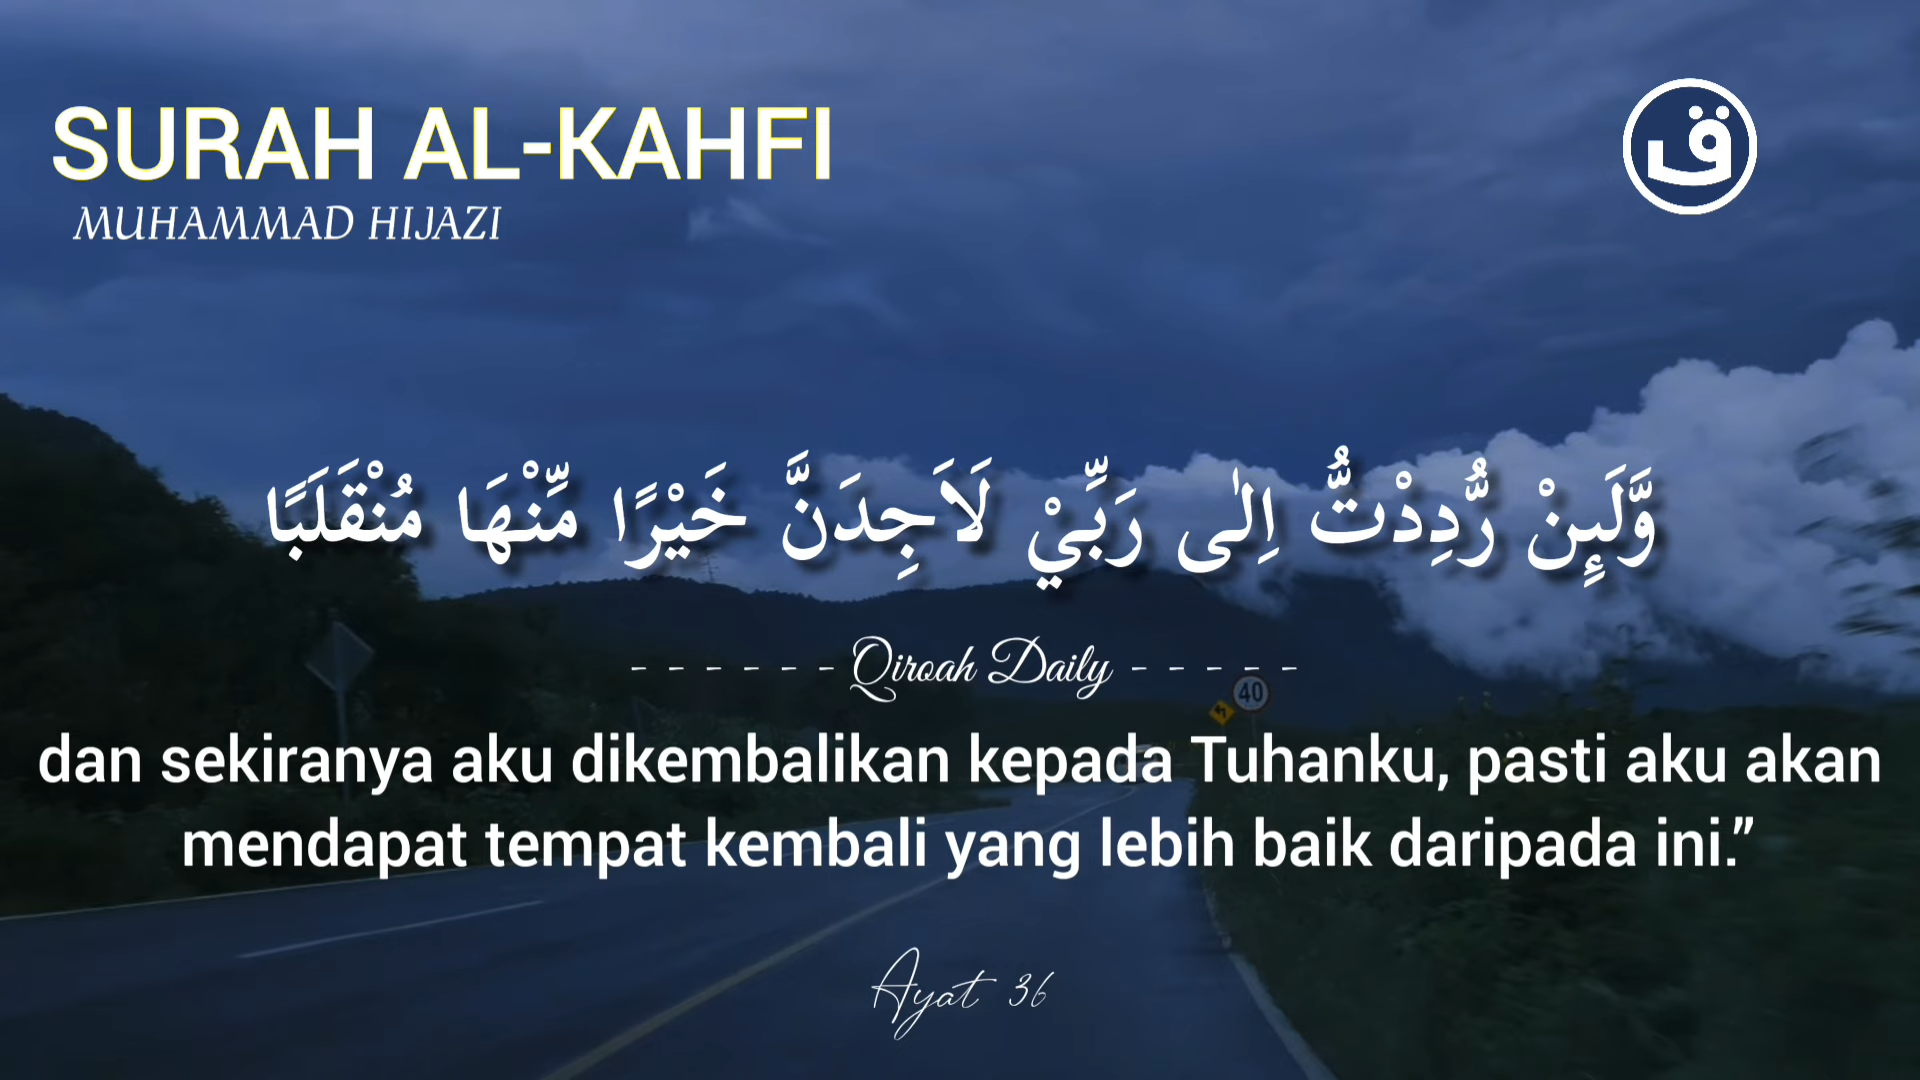 SURAH AL-KAHFI
MUHAMMAD HIJAZI
ق
وَّلَىِٕنْ رُّدِدْتُّ اِلٰى رَبِّيْ لَاَجِدَنَّ خَيْرًا مِّنْهَا مُنْقَلَبًا
- - - - - - Qiroah Daily - - - - -
40
dan sekiranya aku dikembalikan kepada Tuhanku, pasti aku akan
mendapat tempat kembali yang lebih baik daripada ini.”
Ayat 36